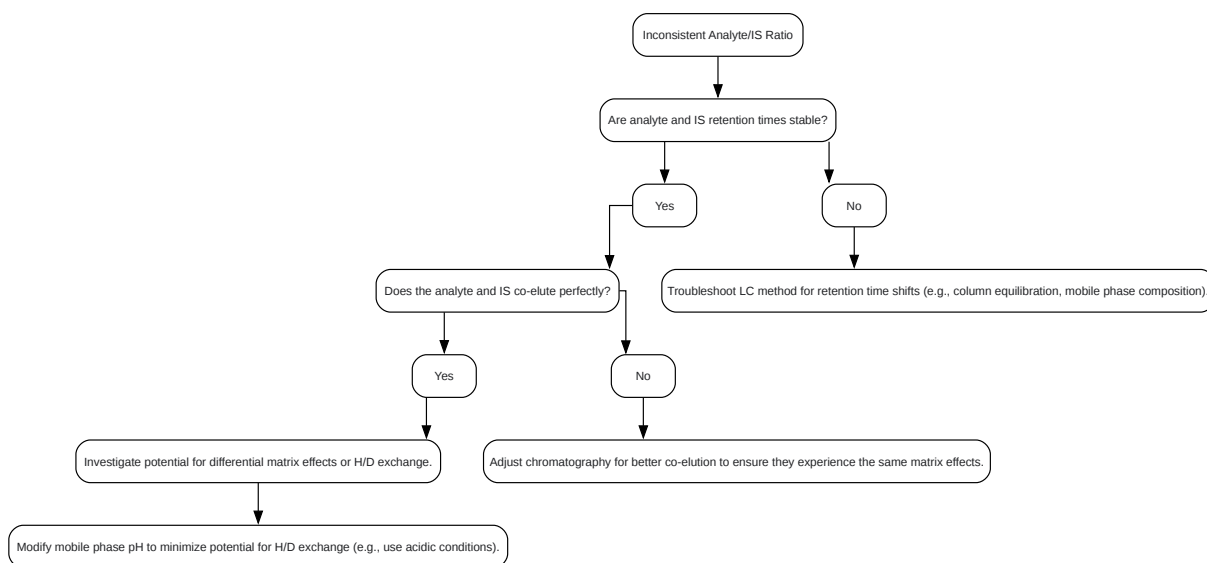 Inconsistent Analyte/IS Ratio
Are analyte and IS retention times stable?
Yes
No
Does the analyte and IS co-elute perfectly?
Troubleshoot LC method for retention time shifts (e.g., column equilibration, mobile phase composition).
Yes
No
Investigate potential for differential matrix effects or H/D exchange.
Adjust chromatography for better co-elution to ensure they experience the same matrix effects.
Modify mobile phase pH to minimize potential for H/D exchange (e.g., use acidic conditions).